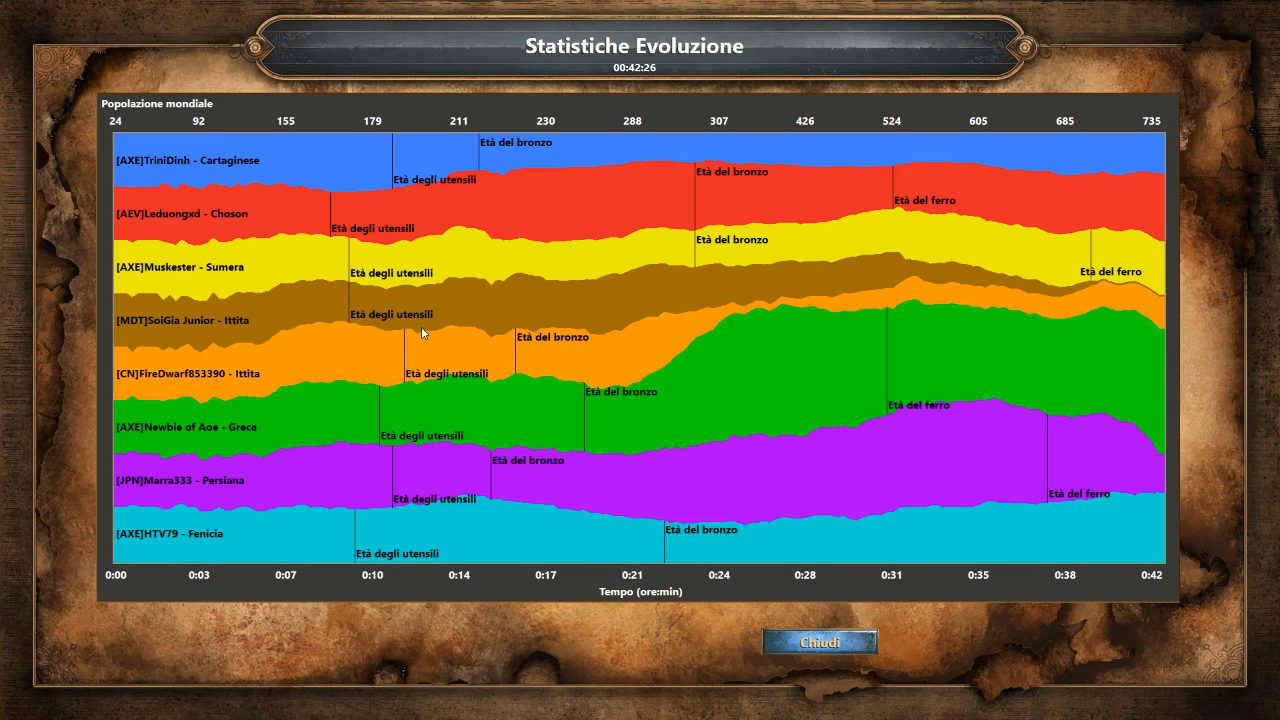 Statistiche Evoluzione
00:42:26
Popolazione mondiale
24 92 155 179 211 230 288 307 426 524 605 685 735
Età del bronzo
[AXE]TriniDinh - Cartaginese
Età del bronzo
Età degli utensili
Età del ferro
[AEV]Leduongxd - Choson
Età degli utensili
Età del bronzo
[AXE]Muskester - Sumera
Età degli utensili
Età del ferro
Età degli utensili
[MDT]SoiGia Junior - Ittita
Età del bronzo
[CN]FireDwarf853390 - Ittita
Età degli utensili
Età del bronzo
Età del ferro
[AXE]Newbie of Aoe - Greca
Età degli utensili
Età del bronzo
[JPN]Marra333 - Persiana
Età del ferro
Età degli utensili
Età del bronzo
[AXE]HTV79 - Fenicia
Età degli utensili
0:00 0:03 0:07 0:10 0:14 0:17 0:21 0:24 0:28 0:31 0:35 0:38 0:42
Tempo (ore:min)
Chiudi